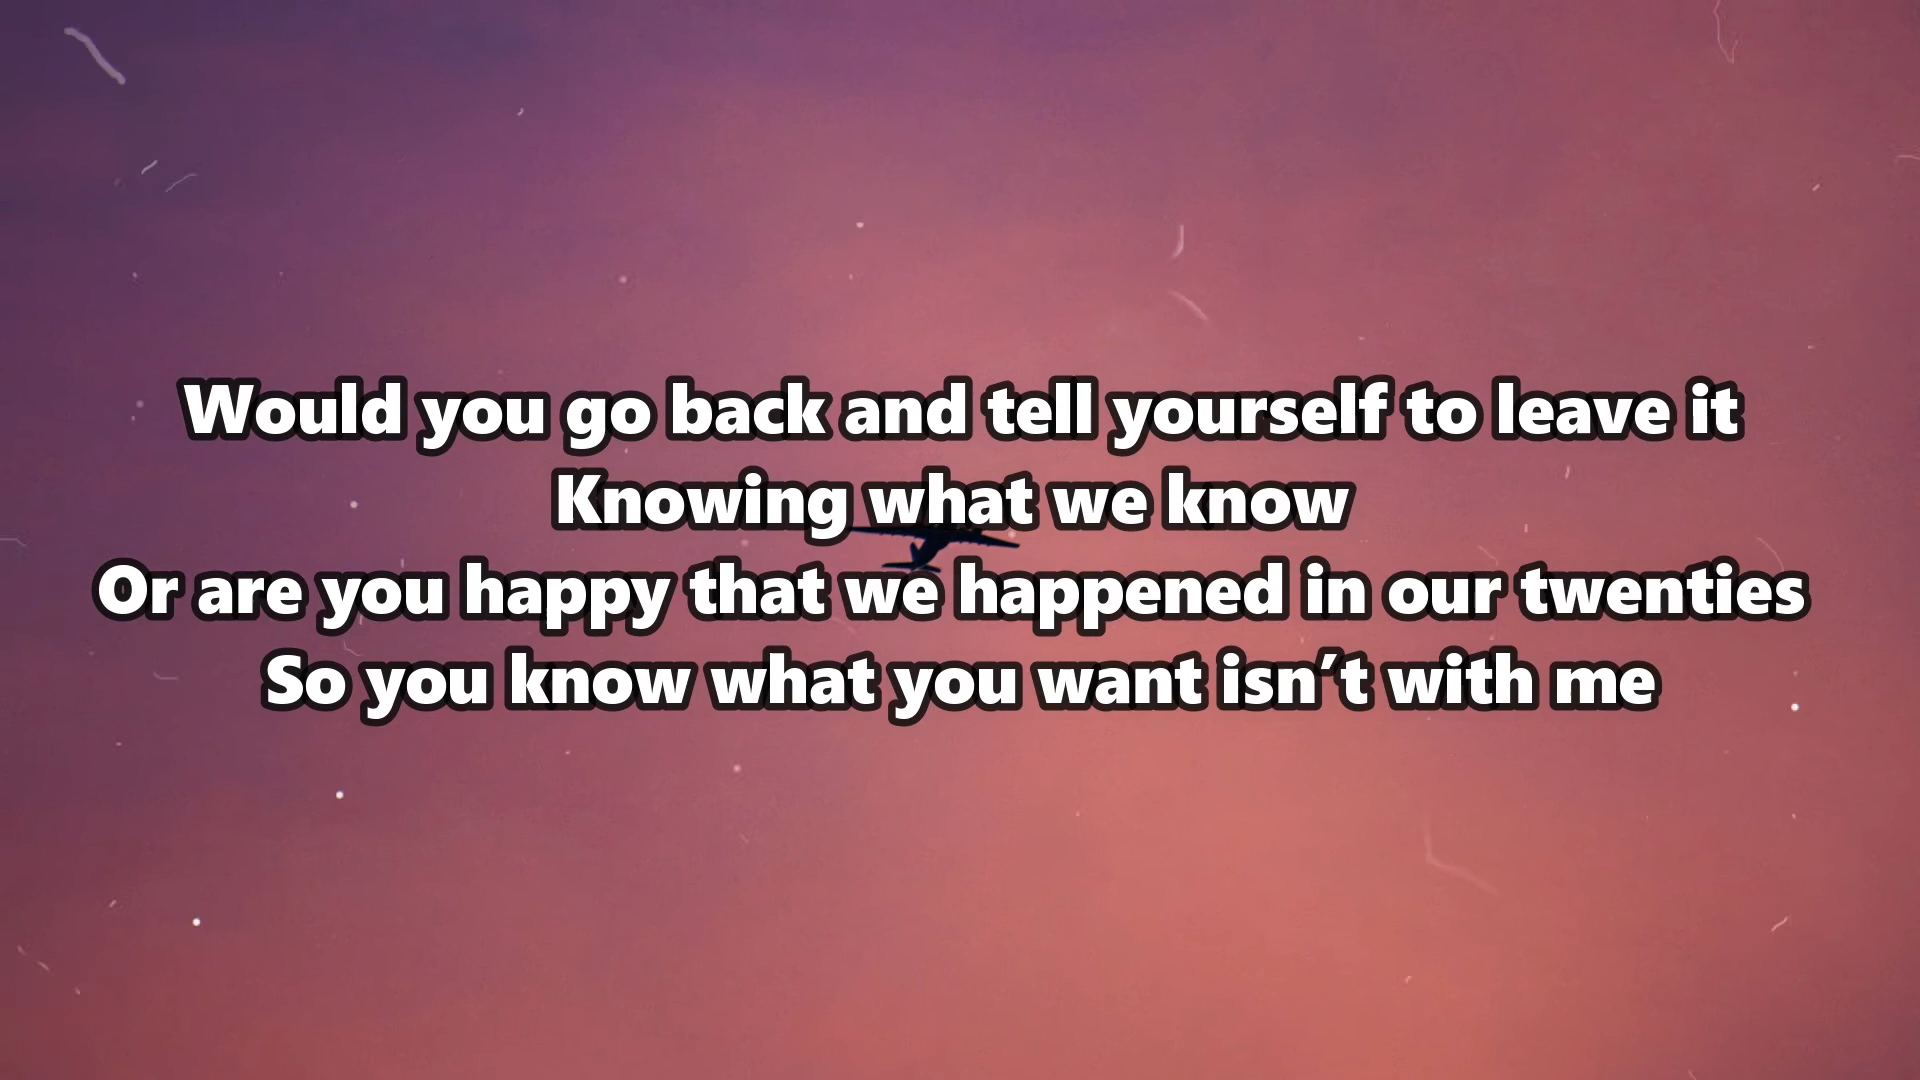 Would you go back and tell yourself to leave it
Knowing what we know
Or are you happy that we happened in our twenties
So you know what you want isn’t with me